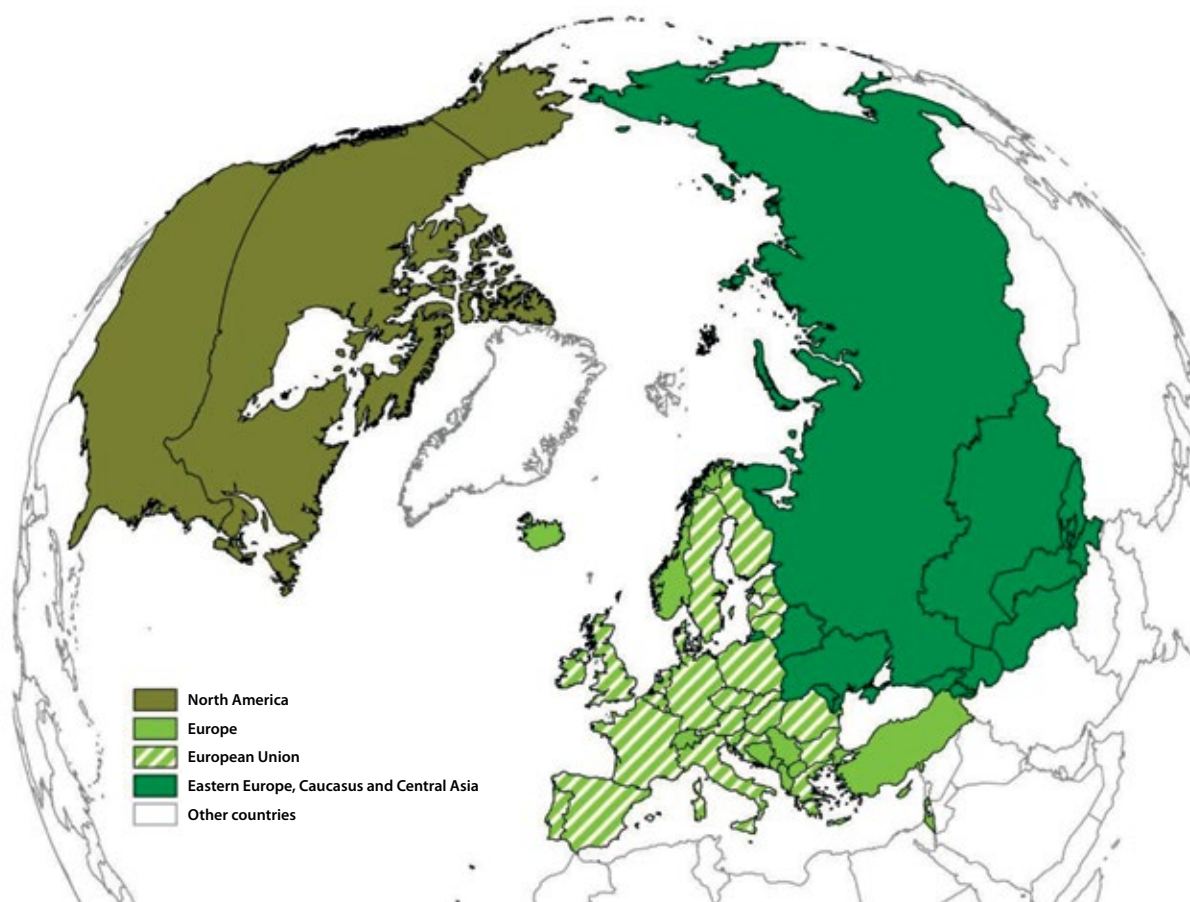 North America
Europe
European Union
Eastern Europe, Caucasus and Central Asia
Other countries